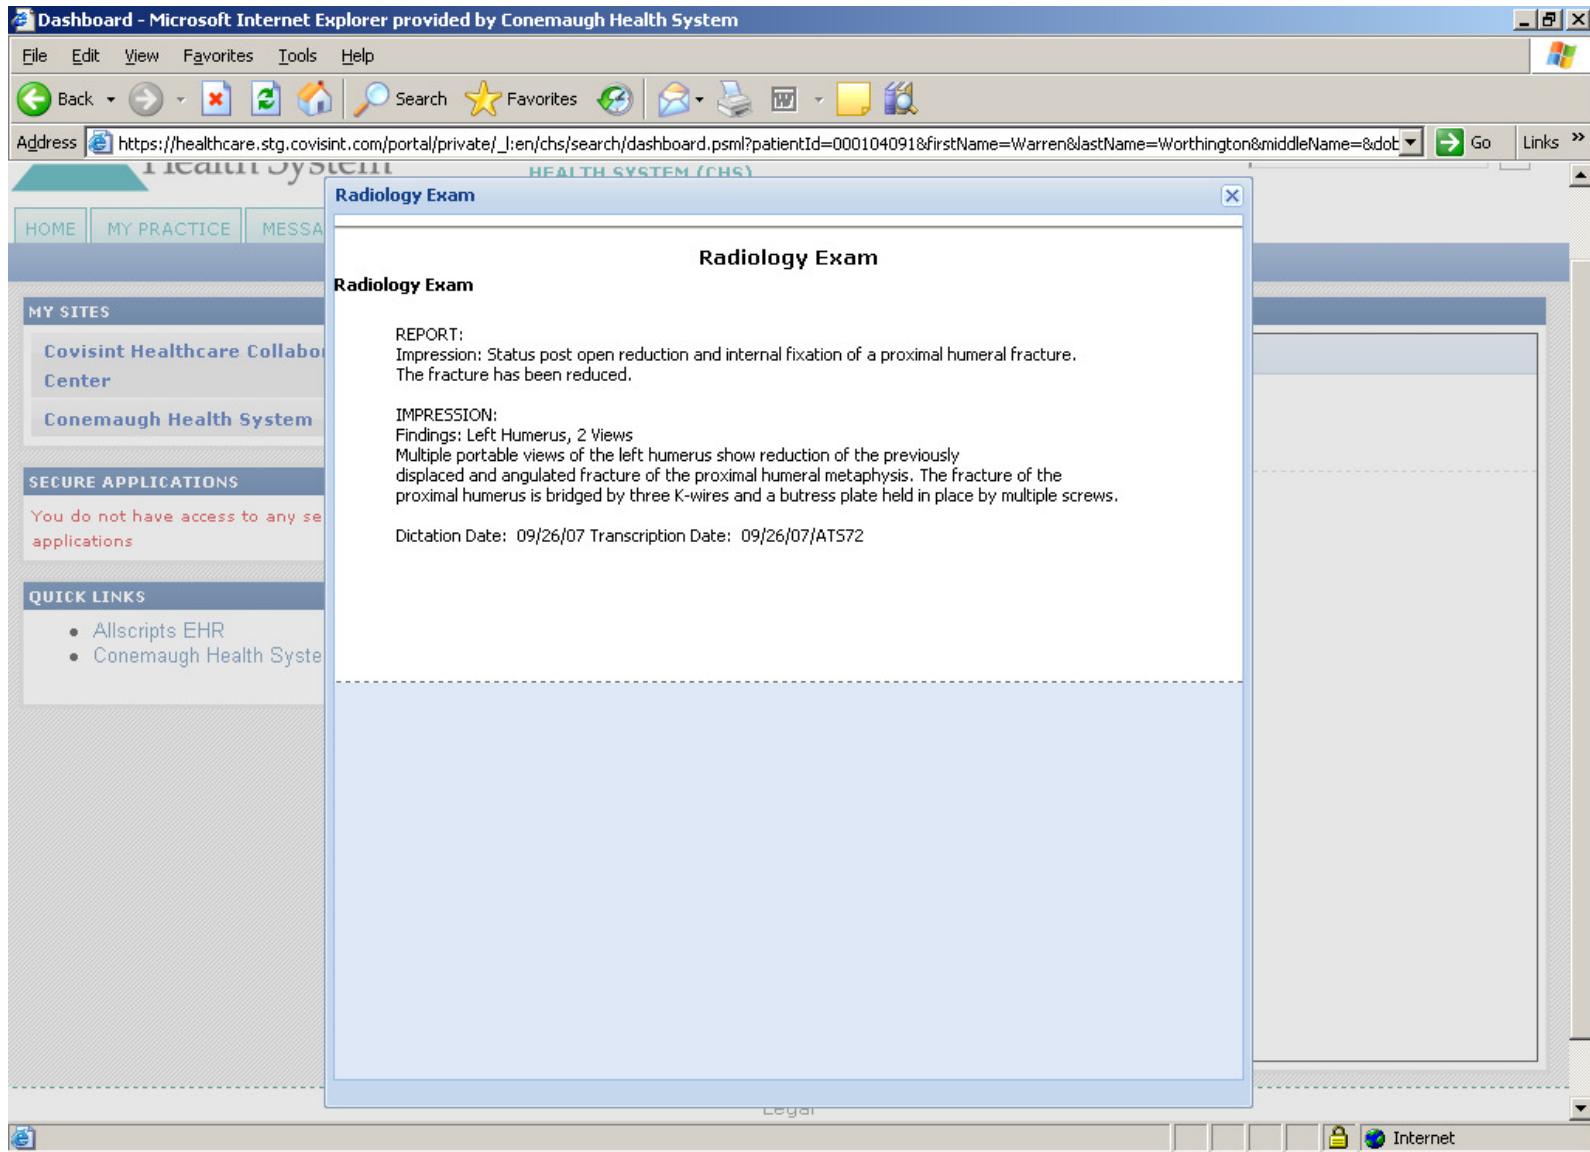 Dashboard - Microsoft Internet Explorer provided by Conemaugh Health System
File Edit View Favorites Tools Help
Back Search Favorites
Address https://healthcare.stg.covisint.com/portal/private/_l:en/chs/search/dashboard.psml?patientId=000104091&firstName=Warren&lastName=Worthington&middleName=&dot Go Links »
Health System
HEALTH SYSTEM (CHS)
Radiology Exam
HOME MY PRACTICE MESSA
Radiology Exam
Radiology Exam
MY SITES
Covisint Healthcare Collabor
Center
Conemaugh Health System
REPORT:
Impression: Status post open reduction and internal fixation of a proximal humeral fracture.
The fracture has been reduced.
IMPRESSION:
Findings: Left Humerus, 2 Views
Multiple portable views of the left humerus show reduction of the previously
displaced and angulated fracture of the proximal humeral metaphysis. The fracture of the
proximal humerus is bridged by three K-wires and a butress plate held in place by multiple screws.
Dictation Date: 09/26/07 Transcription Date: 09/26/07/ATS72
SECURE APPLICATIONS
You do not have access to any se
applications
QUICK LINKS
• Allscripts EHR
• Conemaugh Health Syste
Legal
Internet